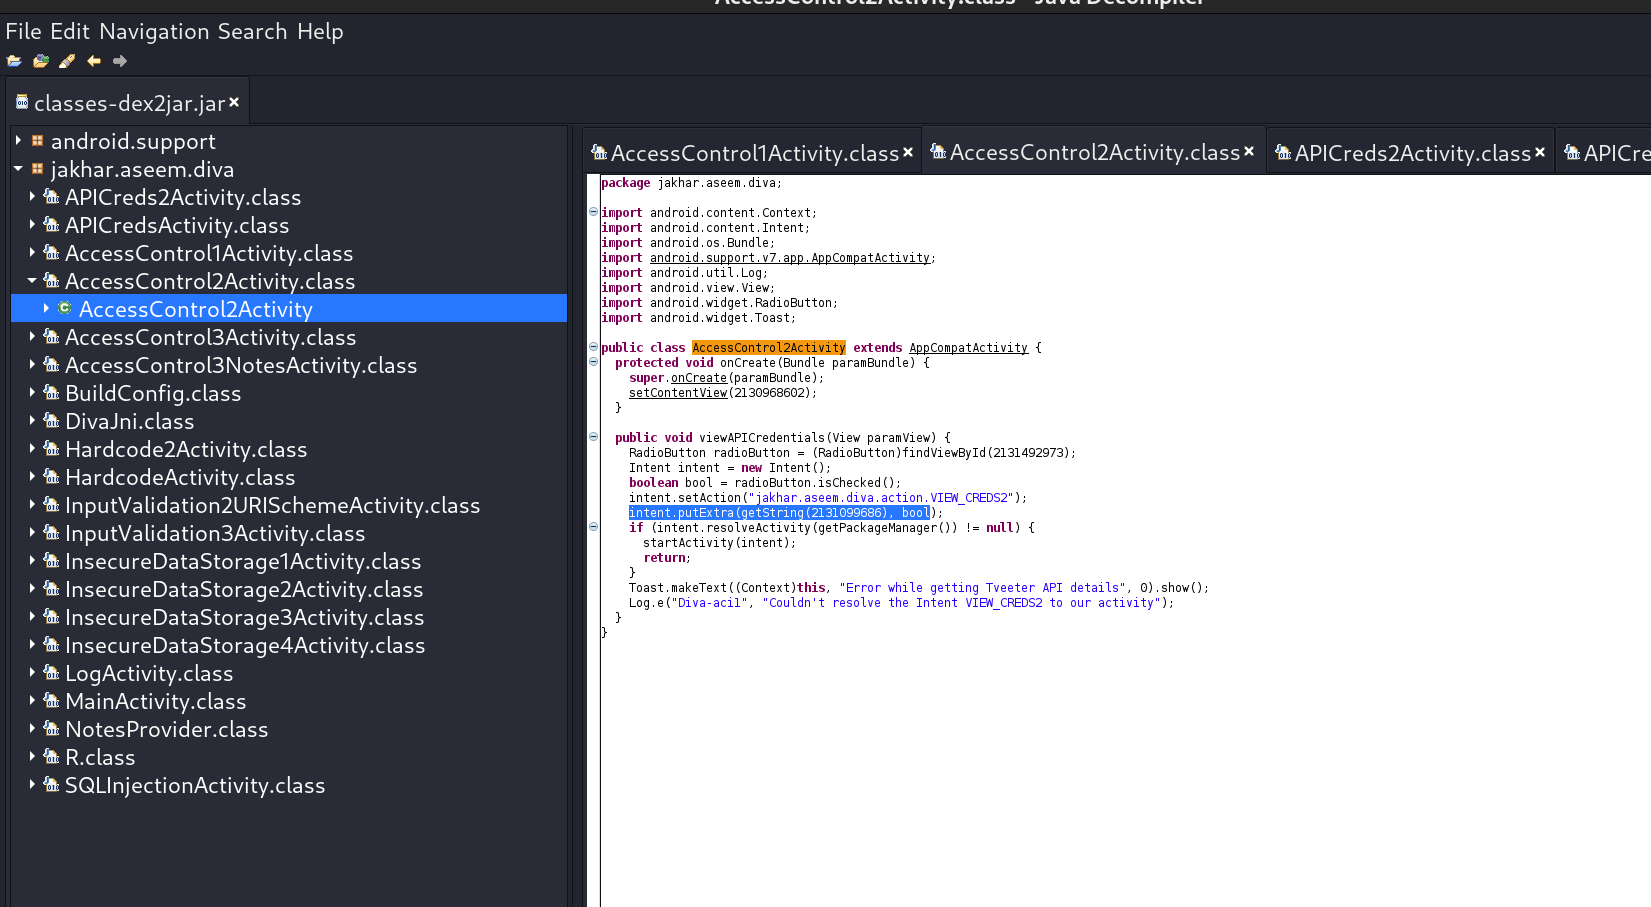 AccessControl2Activity.class - Java Decompiler
File Edit Navigation Search Help
classes-dex2jar.jar
android.support
jakhar.aseem.diva
APICreds2Activity.class
APICredsActivity.class
AccessControl1Activity.class
AccessControl2Activity.class
AccessControl2Activity
AccessControl3Activity.class
AccessControl3NotesActivity.class
BuildConfig.class
DivaJni.class
Hardcode2Activity.class
HardcodeActivity.class
InputValidation2URISchemeActivity.class
InputValidation3Activity.class
InsecureDataStorage1Activity.class
InsecureDataStorage2Activity.class
InsecureDataStorage3Activity.class
InsecureDataStorage4Activity.class
LogActivity.class
MainActivity.class
NotesProvider.class
R.class
SQLInjectionActivity.class
AccessControl1Activity.class AccessControl2Activity.class APICreds2Activity.class APICre
package jakhar.aseem.diva;
import android.content.Context;
import android.content.Intent;
import android.os.Bundle;
import android.support.v7.app.AppCompatActivity;
import android.util.Log;
import android.view.View;
import android.widget.RadioButton;
import android.widget.Toast;
public class AccessControl2Activity extends AppCompatActivity {
protected void onCreate(Bundle paramBundle) {
super.onCreate(paramBundle);
setContentView(2130968602);
}
public void viewAPICredentials(View paramView) {
RadioButton radioButton = (RadioButton)findViewById(2131492973);
Intent intent = new Intent();
boolean bool = radioButton.isChecked();
intent.setAction("jakhar.aseem.diva.action.VIEW_CREDS2");
intent.putExtra(getString(2131099686), bool);
if (intent.resolveActivity(getPackageManager()) != null) {
startActivity(intent);
return;
}
Toast.makeText((Context)this, "Error while getting Tveeter API details", 0).show();
Log.e("Diva-aci1", "Couldn't resolve the Intent VIEW_CREDS2 to our activity");
}
}